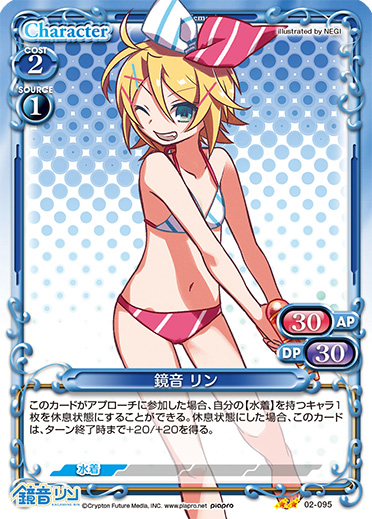 Character
illustrated by NEGI
COST
2
SOURCE
1
30 AP
DP 30
鏡音 リン
このカードがアプローチに参加した場合、自分の【水着】を持つキャラ1
枚を休息状態にすることができる。休息状態にした場合、このカード
は、ターン終了時まで+20/+20を得る。
水着
鏡音リン
KAGAMINE RIN
©Crypton Future Media, INC. www.piapro.net piapro
02-095